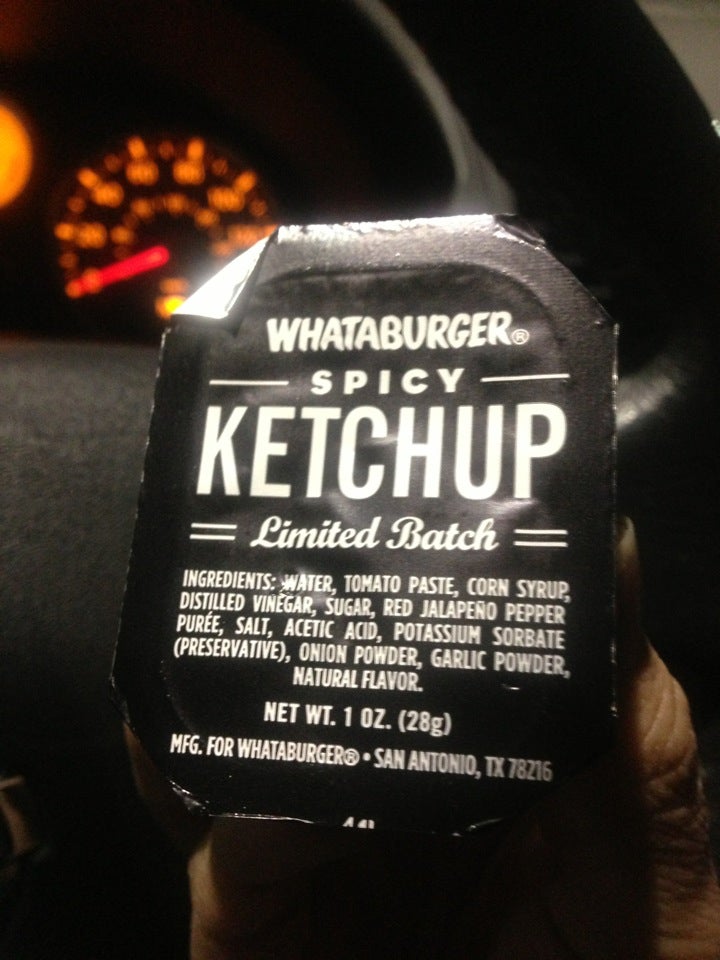 WHATABURGER®
SPICY
KETCHUP
Limited Batch
INGREDIENTS: WATER, TOMATO PASTE, CORN SYRUP,
DISTILLED VINEGAR, SUGAR, RED JALAPEÑO PEPPER
PURÉE, SALT, ACETIC ACID, POTASSIUM SORBATE
(PRESERVATIVE), ONION POWDER, GARLIC POWDER,
NATURAL FLAVOR.
NET WT. 1 OZ. (28g)
MFG. FOR WHATABURGER® • SAN ANTONIO, TX 78216